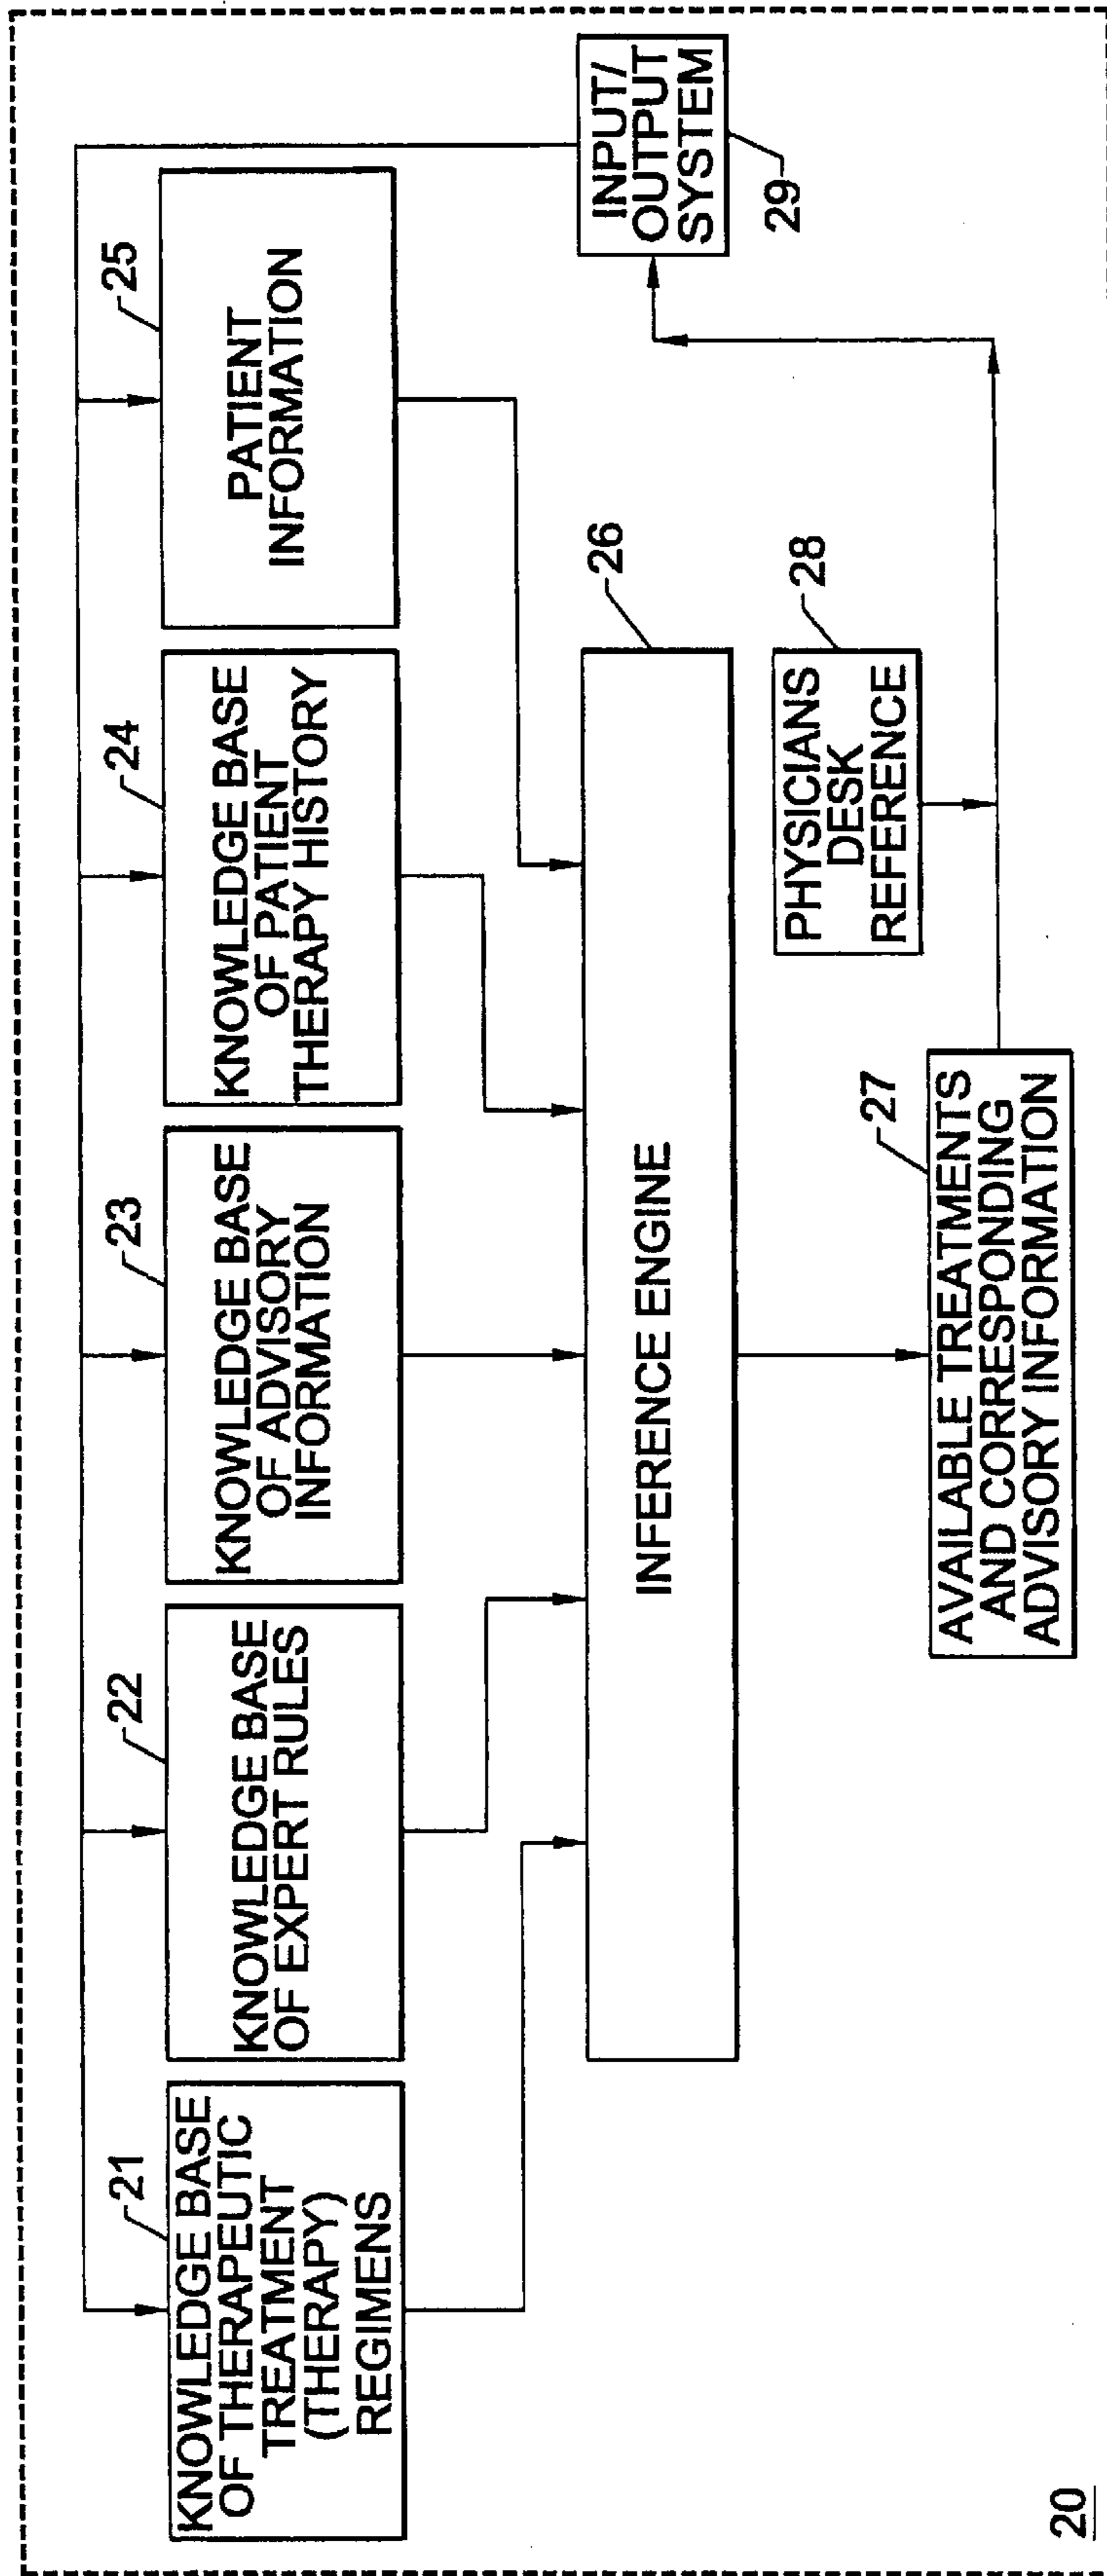 21
KNOWLEDGE BASE
OF THERAPEUTIC
TREATMENT
(THERAPY)
REGIMENS
22
KNOWLEDGE BASE
OF EXPERT RULES
23
KNOWLEDGE BASE
OF ADVISORY
INFORMATION
24
KNOWLEDGE BASE
OF PATIENT
THERAPY HISTORY
25
PATIENT
INFORMATION
INPUT/
OUTPUT
SYSTEM
29
26
INFERENCE ENGINE
28
PHYSICIANS
DESK
REFERENCE
27
AVAILABLE TREATMENTS
AND CORRESPONDING
ADVISORY INFORMATION
20